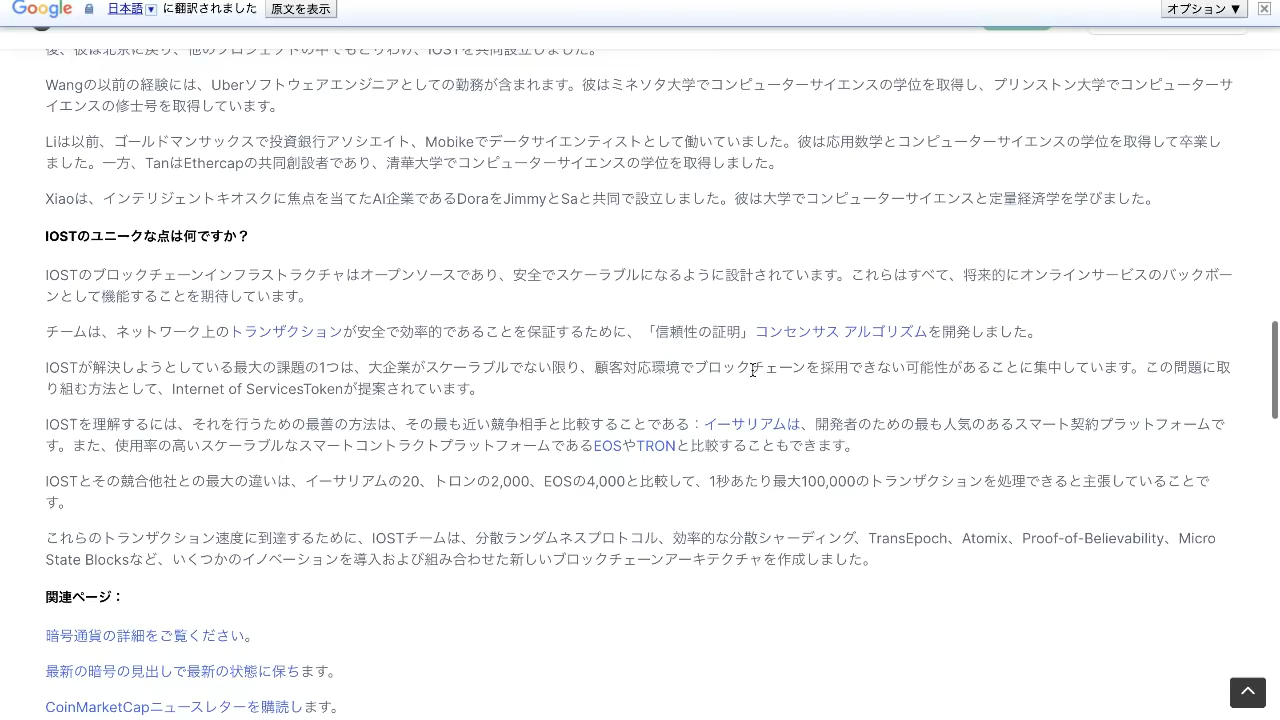 Google 日本語 ▼ に翻訳されました 原文を表示 オプション ▼
後、彼は北京に戻り、他のプロジェクトの中でもとりわけ、IOSTを共同設立しました。
Wangの以前の経験には、Uberソフトウェアエンジニアとしての勤務が含まれます。彼はミネソタ大学でコンピューターサイエンスの学位を取得し、プリンストン大学でコンピューターサ
イエンスの修士号を取得しています。
Liは以前、ゴールドマンサックスで投資銀行アソシエイト、Mobikeでデータサイエンティストとして働いていました。彼は応用数学とコンピューターサイエンスの学位を取得して卒業し
ました。一方、TanはEthercapの共同創設者であり、清華大学でコンピューターサイエンスの学位を取得しました。
Xiaoは、インテリジェントキオスクに焦点を当てたAI企業であるDoraをJimmyとSaと共同で設立しました。彼は大学でコンピューターサイエンスと定量経済学を学びました。
IOSTのユニークな点は何ですか？
IOSTのブロックチェーンインフラストラクチャはオープンソースであり、安全でスケーラブルになるように設計されています。これらはすべて、将来的にオンラインサービスのバックボー
ンとして機能することを期待しています。
チームは、ネットワーク上のトランザクションが安全で効率的であることを保証するために、「信頼性の証明」コンセンサス アルゴリズムを開発しました。
IOSTが解決しようとしている最大の課題の1つは、大企業がスケーラブルでない限り、顧客対応環境でブロックチェーンを採用できない可能性があることに集中しています。この問題に取
り組む方法として、Internet of ServicesTokenが提案されています。
IOSTを理解するには、それを行うための最善の方法は、その最も近い競争相手と比較することである：イーサリアムは、開発者のための最も人気のあるスマート契約プラットフォームで
す。また、使用率の高いスケーラブルなスマートコントラクトプラットフォームであるEOSやTRONと比較することもできます。
IOSTとその競合他社との最大の違いは、イーサリアムの20、トロンの2,000、EOSの4,000と比較して、1秒あたり最大100,000のトランザクションを処理できると主張していることで
す。
これらのトランザクション速度に到達するために、IOSTチームは、分散ランダムネスプロトコル、効率的な分散シャーディング、TransEpoch、Atomix、Proof-of-Believability、Micro
State Blocksなど、いくつかのイノベーションを導入および組み合わせた新しいブロックチェーンアーキテクチャを作成しました。
関連ページ：
暗号通貨の詳細をご覧ください。
最新の暗号の見出しで最新の状態に保ちます。
CoinMarketCapニュースレターを購読します。